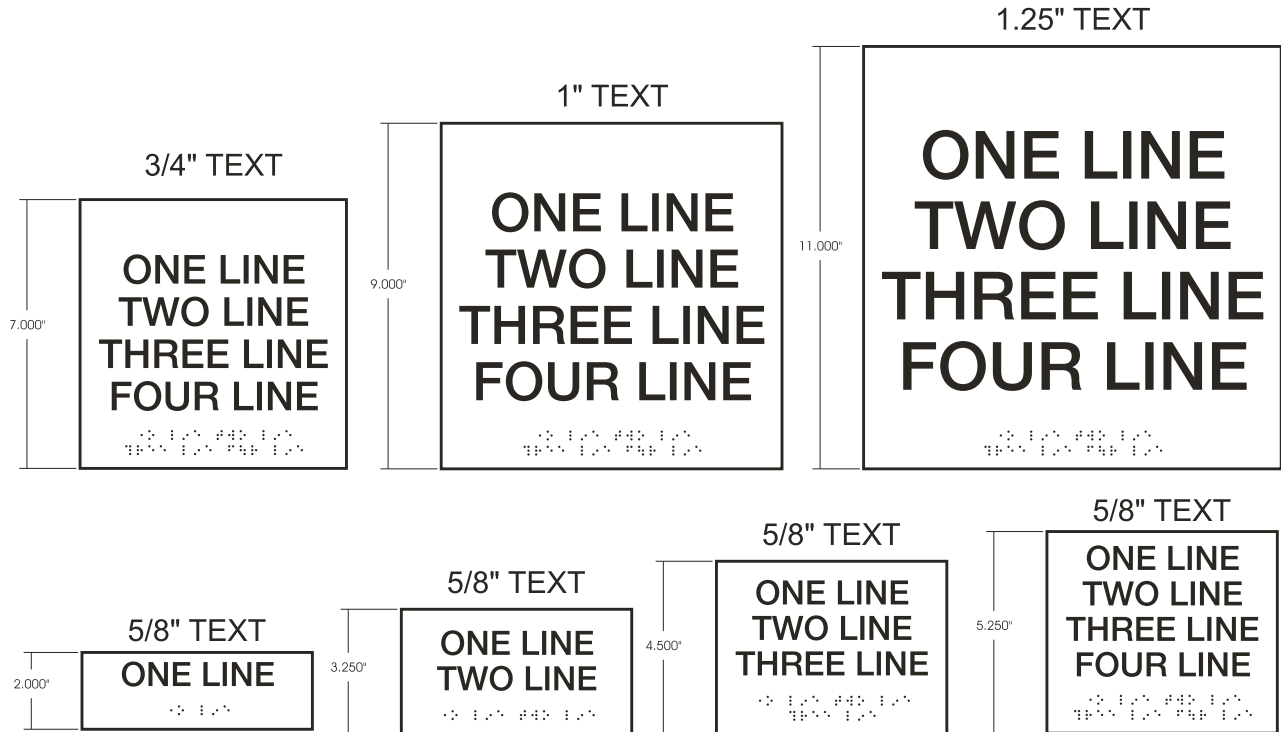 3/4" TEXT
7.000"
ONE LINE
TWO LINE
THREE LINE
FOUR LINE
1" TEXT
9.000"
ONE LINE
TWO LINE
THREE LINE
FOUR LINE
1.25" TEXT
11.000"
ONE LINE
TWO LINE
THREE LINE
FOUR LINE
5/8" TEXT
2.000"
ONE LINE
5/8" TEXT
3.250"
ONE LINE
TWO LINE
5/8" TEXT
4.500"
ONE LINE
TWO LINE
THREE LINE
5/8" TEXT
5.250"
ONE LINE
TWO LINE
THREE LINE
FOUR LINE